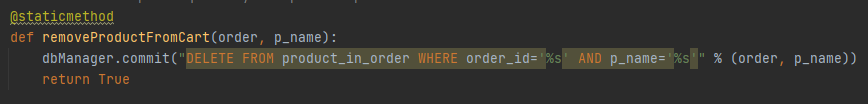 @staticmethod
def removeProductFromCart(order, p_name):
dbManager.commit("DELETE FROM product_in_order WHERE order_id='%s' AND p_name='%s'" % (order, p_name))
return True